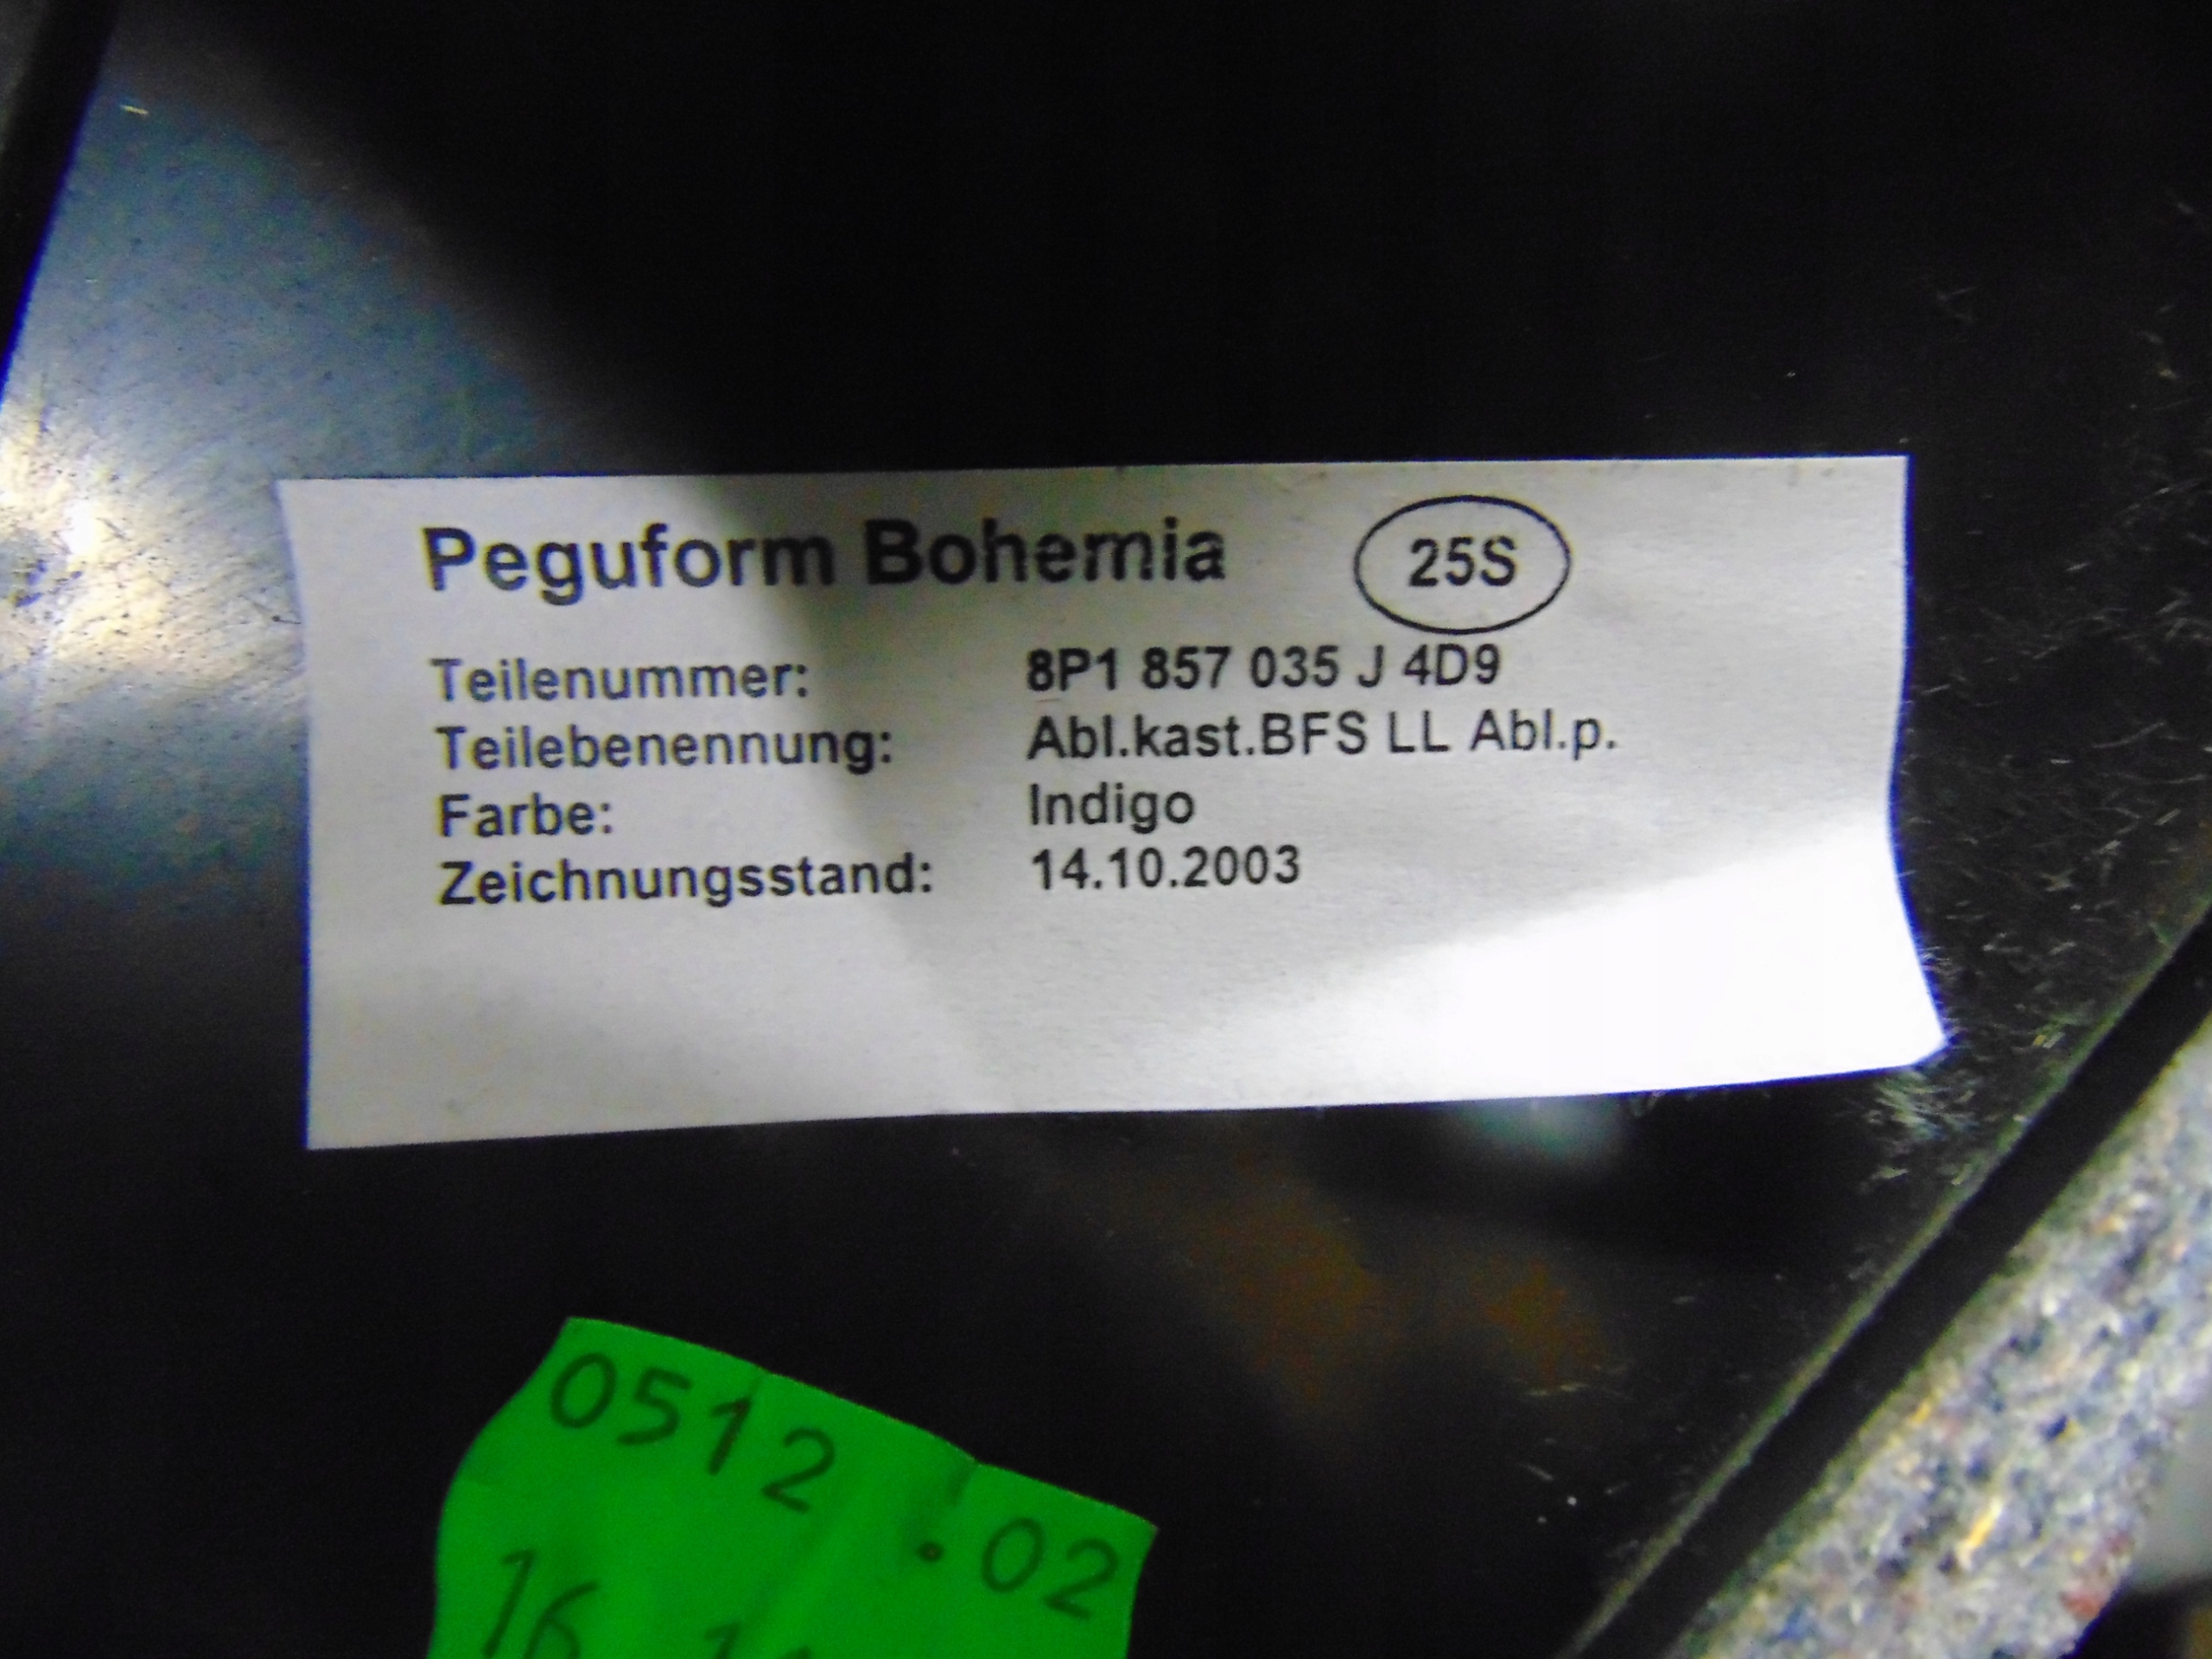 Peguform Bohemia 25S
Teilenummer: 8P1 857 035 J 4D9
Teilebenennung: Abl.kast.BFS LL Abl.p.
Farbe: Indigo
Zeichnungsstand: 14.10.2003
0512 .02
16